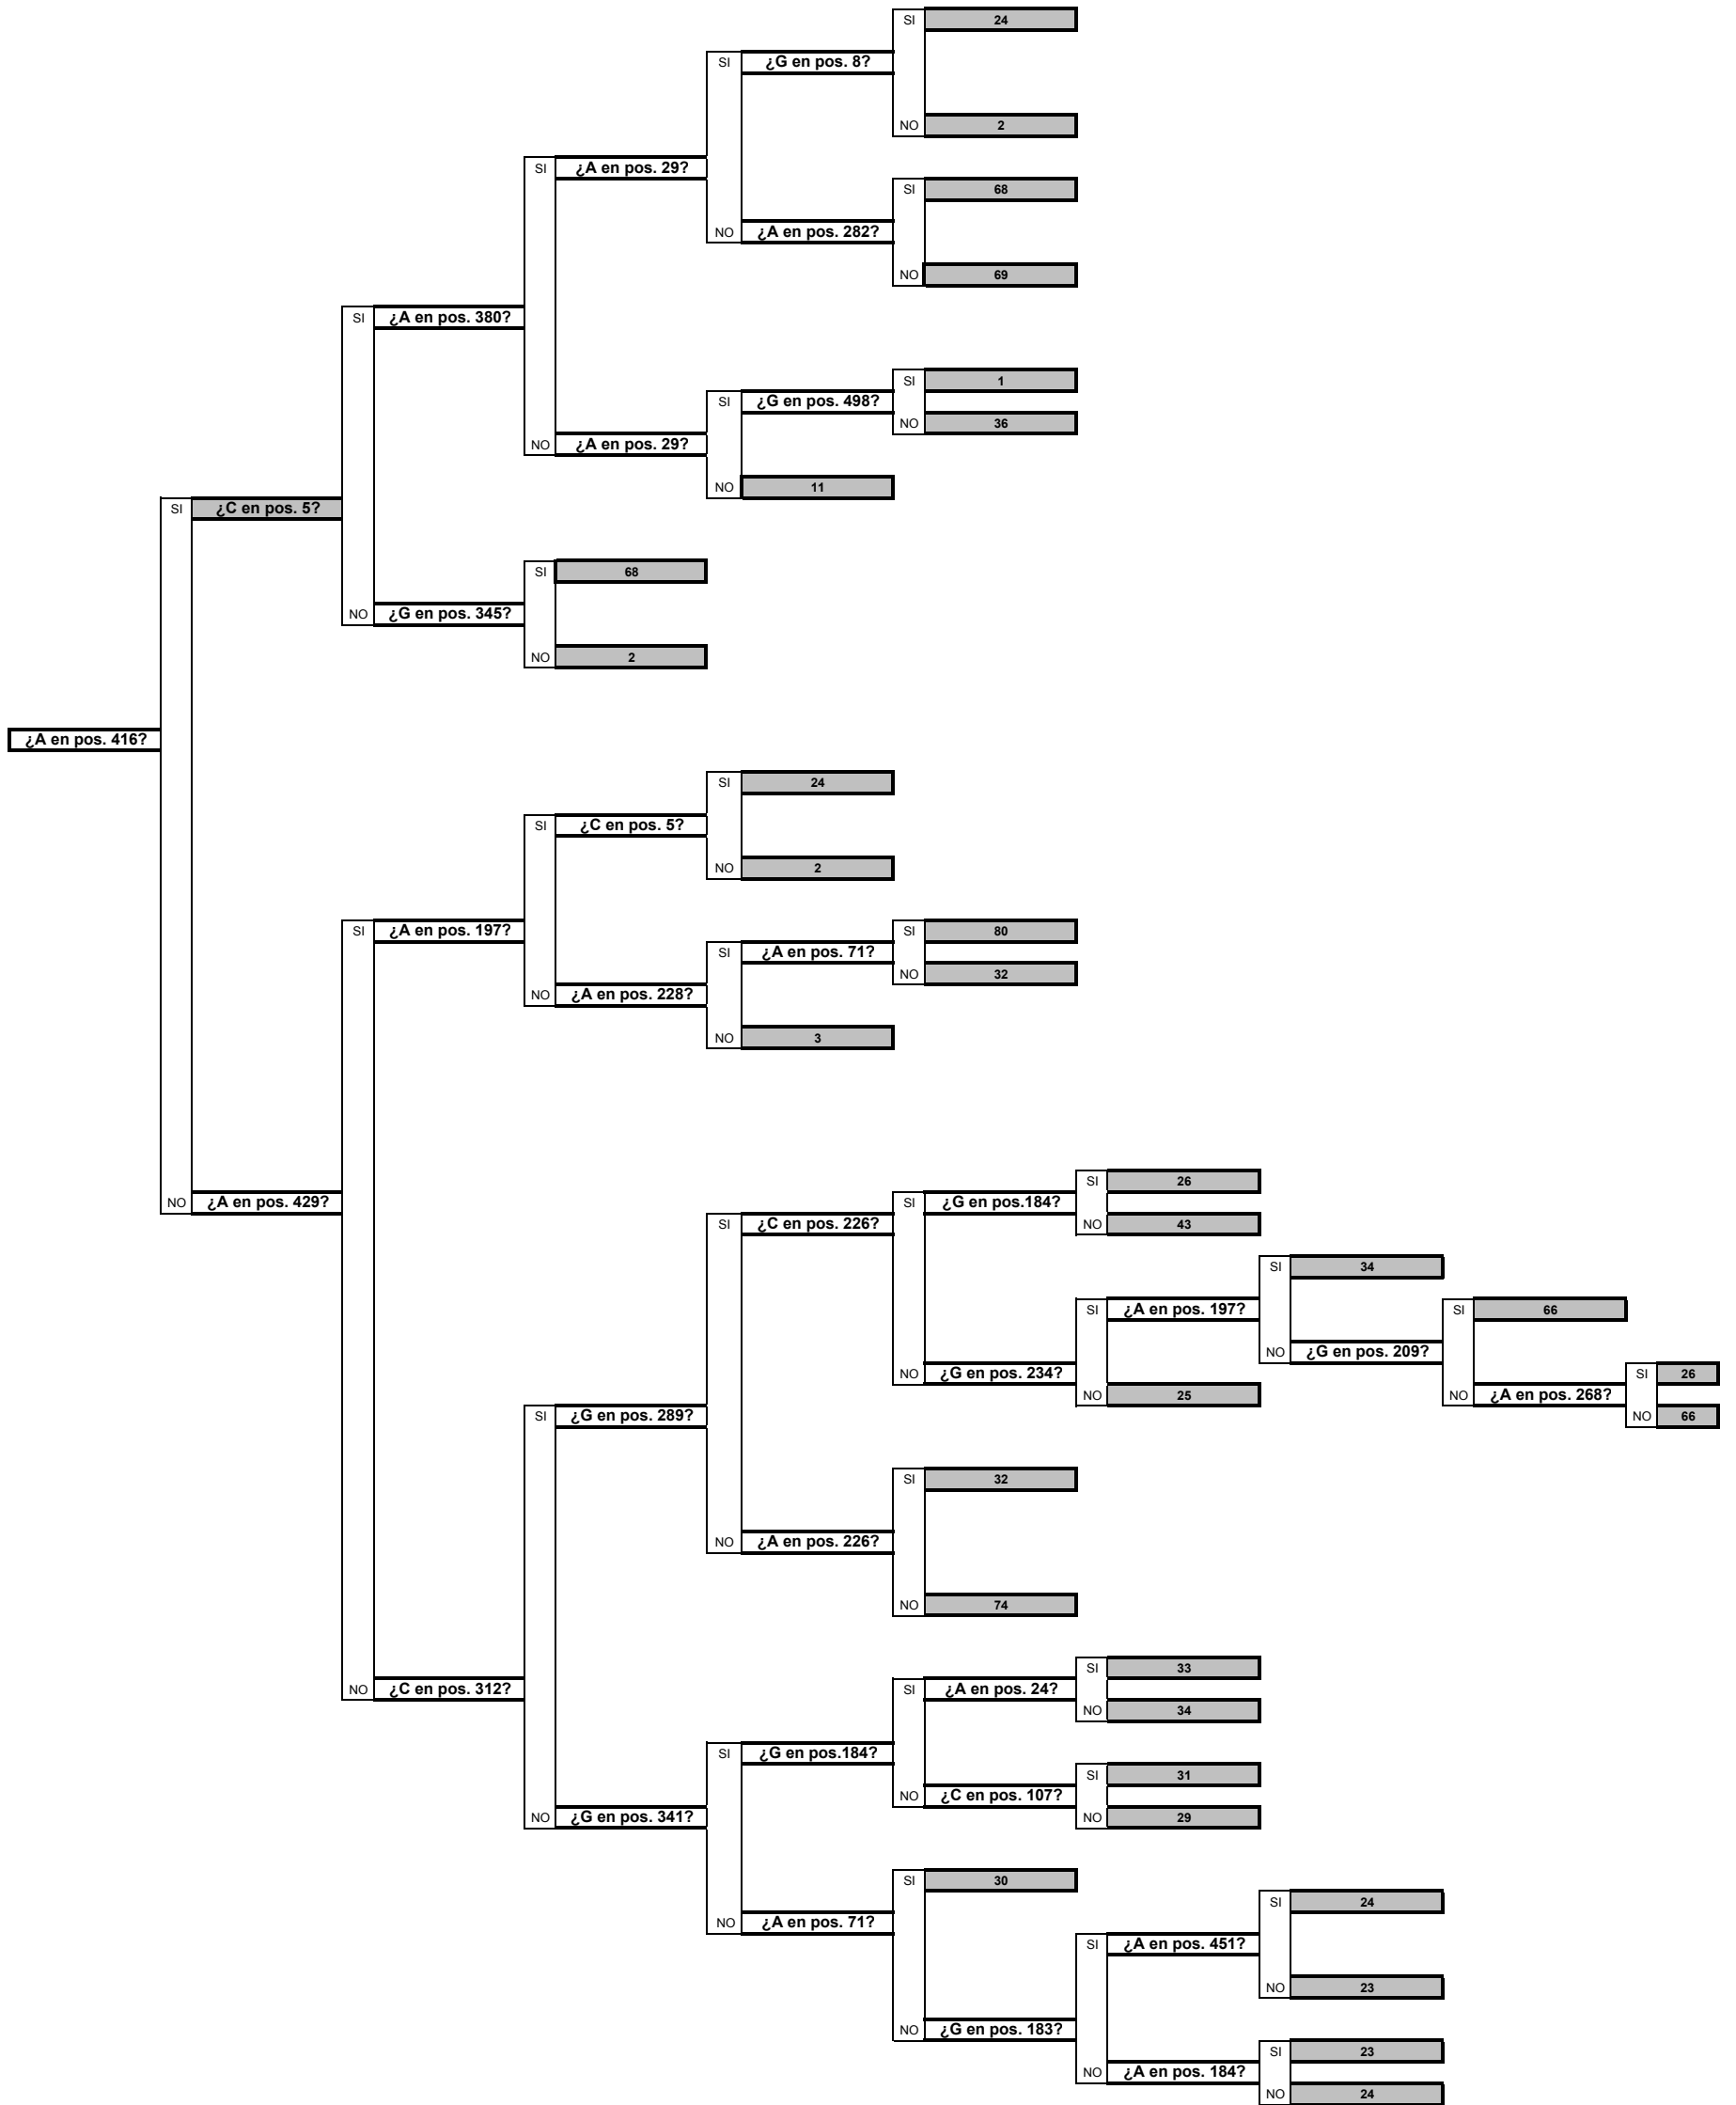 SI 24
SI ¿G en pos. 8?
NO 2
SI ¿A en pos. 29?
SI 68
NO ¿A en pos. 282?
NO 69
SI ¿A en pos. 380?
SI 1
SI ¿G en pos. 498?
NO 36
NO ¿A en pos. 29?
NO 11
SI ¿C en pos. 5?
SI 68
NO ¿G en pos. 345?
NO 2
¿A en pos. 416?
SI 24
SI ¿C en pos. 5?
NO 2
SI ¿A en pos. 197?
SI 80
SI ¿A en pos. 71?
NO 32
NO ¿A en pos. 228?
NO 3
SI 26
NO ¿A en pos. 429?
SI ¿G en pos.184?
SI ¿C en pos. 226?
NO 43
SI 34
SI ¿A en pos. 197?
SI 66
NO ¿G en pos. 209?
NO ¿G en pos. 234?
SI 26
NO 25
NO ¿A en pos. 268?
SI ¿G en pos. 289?
NO 66
SI 32
NO ¿A en pos. 226?
NO 74
SI 33
NO ¿C en pos. 312?
SI ¿A en pos. 24?
NO 34
SI ¿G en pos.184?
SI 31
NO ¿C en pos. 107?
NO ¿G en pos. 341?
NO 29
SI 30
SI 24
NO ¿A en pos. 71?
SI ¿A en pos. 451?
NO 23
NO ¿G en pos. 183?
SI 23
NO ¿A en pos. 184?
NO 24